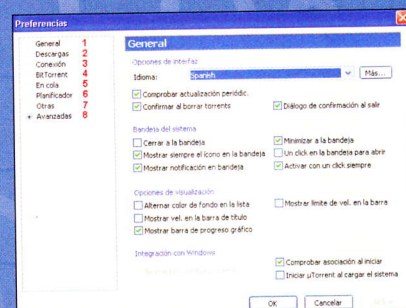 Preferencias
General 1
Descargas 2
Conexión 3
BitTorrent 4
En cola 5
Planificador 6
Otras 7
Avanzadas 8
General
Opciones de interfaz
Idioma: Spanish Más...
Comprobar actualización periódic.
Confirmar al borrar torrents Diálogo de confirmación al salir
Bandeja del sistema
Cerrar a la bandeja Minimizar a la bandeja
Mostrar siempre el ícono en la bandeja Un click en la bandeja para abrir
Mostrar notificación en bandeja Activar con un click siempre
Opciones de visualización
Alternar color de fondo en la lista Mostrar límite de vel. en la barra
Mostrar vel. en la barra de título
Mostrar barra de progreso gráfico
Integración con Windows
Comprobar asociación al iniciar
Iniciar µTorrent al cargar el sistema
OK Cancelar